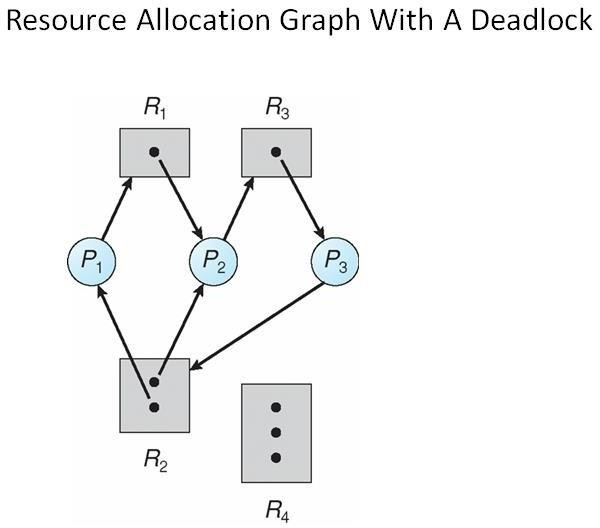 Resource Allocation Graph With A Deadlock
R₁ R₃
P₁ P₂ P₃
R₂
R₄